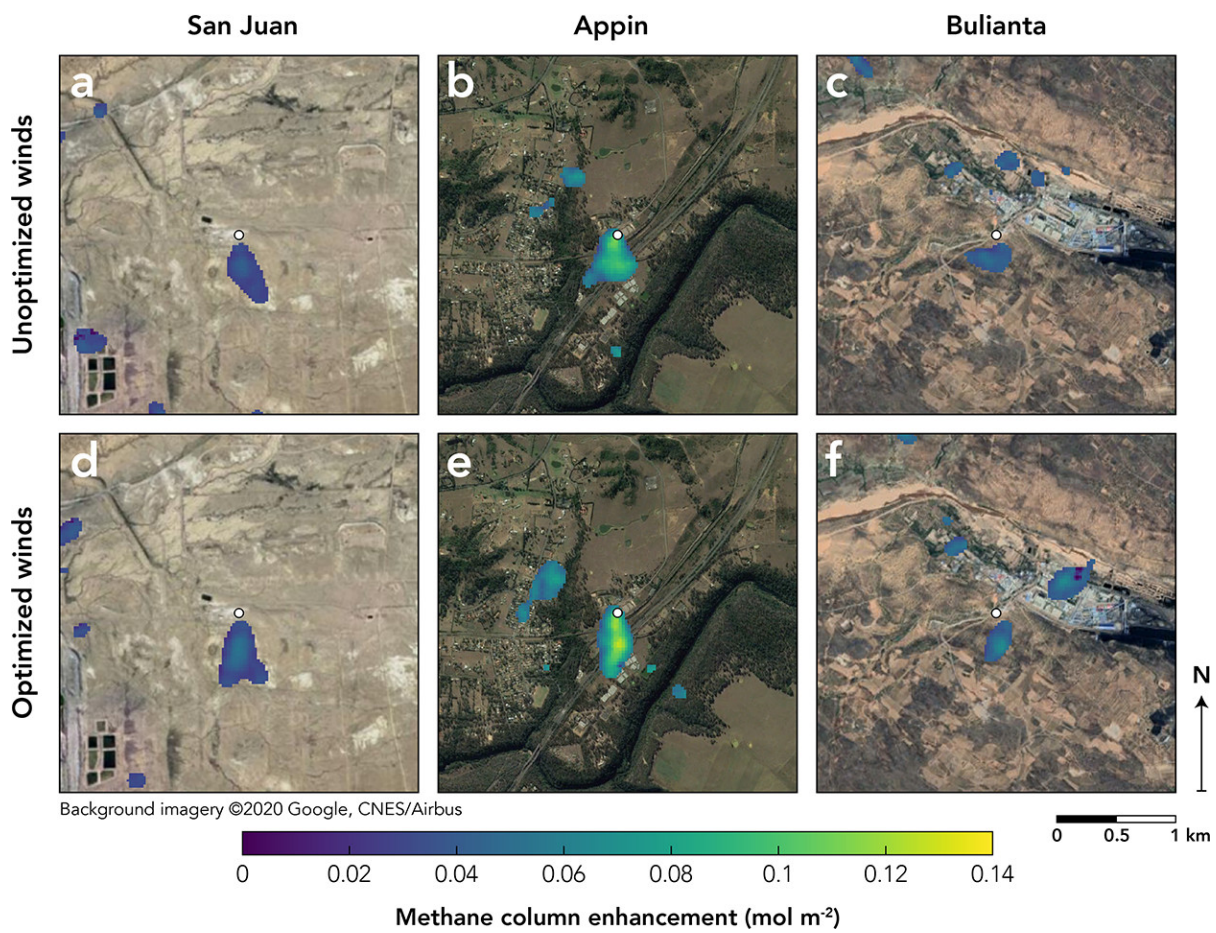 San Juan
Appin
Bulianta
Unoptimized winds
a
b
c
Optimized winds
d
e
f
N
Background imagery ©2020 Google, CNES/Airbus
0 0.5 1 km
0 0.02 0.04 0.06 0.08 0.1 0.12 0.14
Methane column enhancement (mol m⁻²)